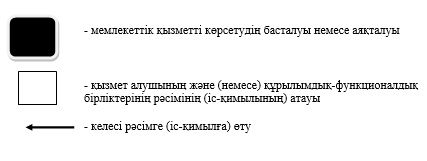 - мемлекеттік қызметті көрсетудің басталуы немесе аяқталуы
- қызмет алушының және (немесе) құрылымдық-функционалдық
бірліктерінің рәсімінің (іс-қимылының) атауы
- келесі рәсімге (іс-қимылға) өту